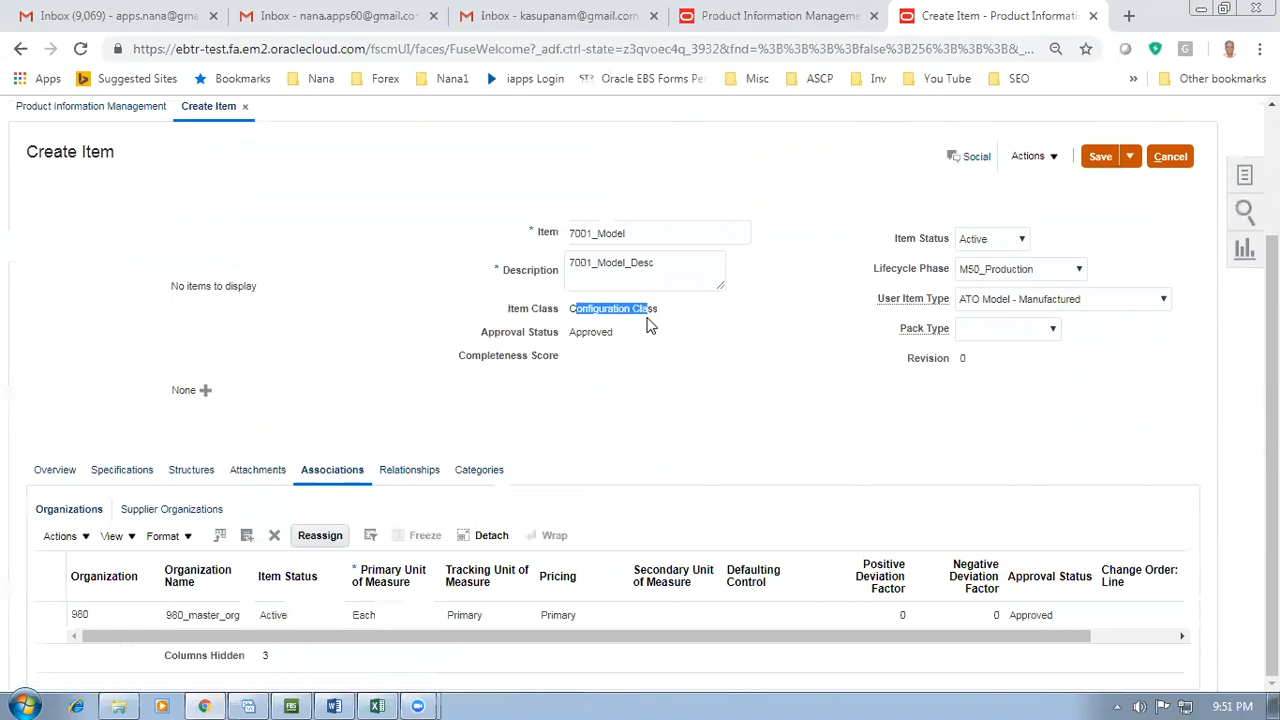 Inbox (9,069) - apps.nana@gma
Inbox - nana.apps60@gmail.co
Inbox - kasupanam@gmail.com
Product Information Manageme
Create Item - Product Informati
https://ebtr-test.fa.em2.oraclecloud.com/fscmUI/faces/FuseWelcome?_adf.ctrl-state=z3qvoec4q_3932&fnd=%3B%3B%3B%3Bfalse%3B256%3B%3B%3B&_...
Apps
Suggested Sites
Bookmarks
Nana
Forex
Nana1
iapps Login
Oracle EBS Forms Pe
Misc
ASCP
Inv
You Tube
SEO
»
Other bookmarks
Product Information Management
Create Item x
Create Item
Social
Actions
Save
Cancel
* Item 7001_Model
* Description 7001_Model_Desc
Item Class Configuration Class
Approval Status Approved
Completeness Score
Item Status Active
Lifecycle Phase M50_Production
User Item Type ATO Model - Manufactured
Pack Type
Revision 0
No items to display
None
Overview Specifications Structures Attachments Associations Relationships Categories
Organizations Supplier Organizations
Actions View Format Reassign Freeze Detach Wrap
Organization
Organization Name
Item Status
* Primary Unit of Measure
Tracking Unit of Measure
Pricing
Secondary Unit of Measure
Defaulting Control
Positive Deviation Factor
Negative Deviation Factor
Approval Status
Change Order: Line
980 980_master_org Active Each Primary Primary 0 0 Approved
Columns Hidden 3
9:51 PM